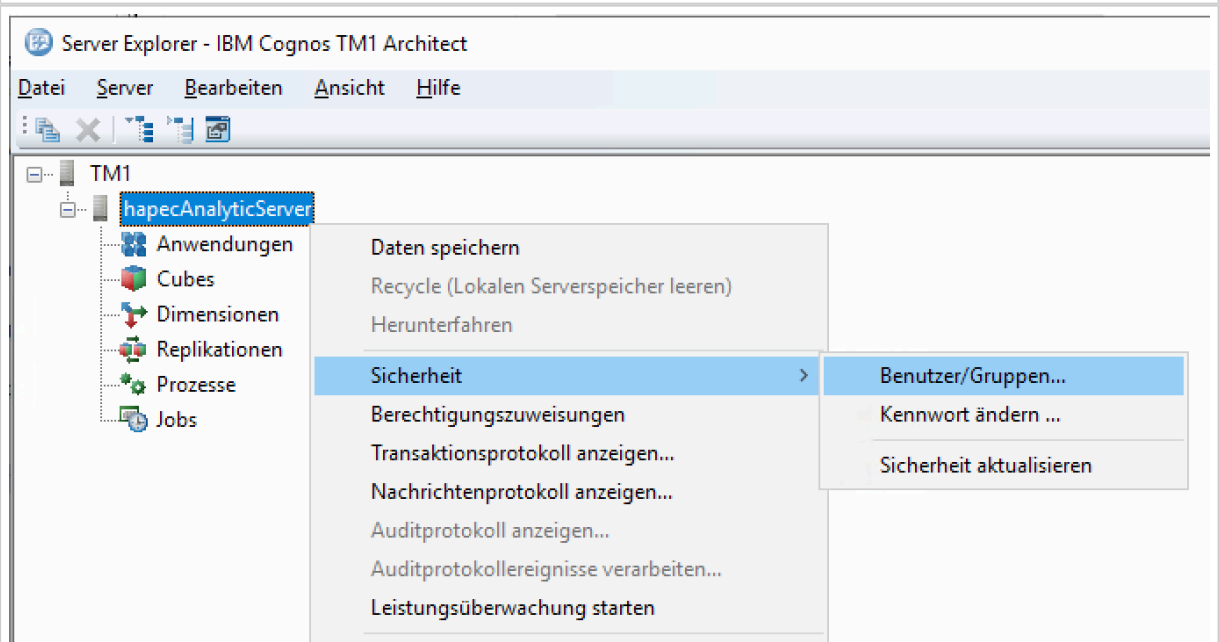 Server Explorer - IBM Cognos TM1 Architect
Datei Server Bearbeiten Ansicht Hilfe
TM1
hapecAnalyticServer
Anwendungen
Cubes
Dimensionen
Replikationen
Prozesse
Jobs
Daten speichern
Recycle (Lokalen Serverspeicher leeren)
Herunterfahren
Sicherheit
Berechtigungszuweisungen
Transaktionsprotokoll anzeigen...
Nachrichtenprotokoll anzeigen...
Auditprotokoll anzeigen...
Auditprotokollereignisse verarbeiten...
Leistungsüberwachung starten
Benutzer/Gruppen...
Kennwort ändern ...
Sicherheit aktualisieren